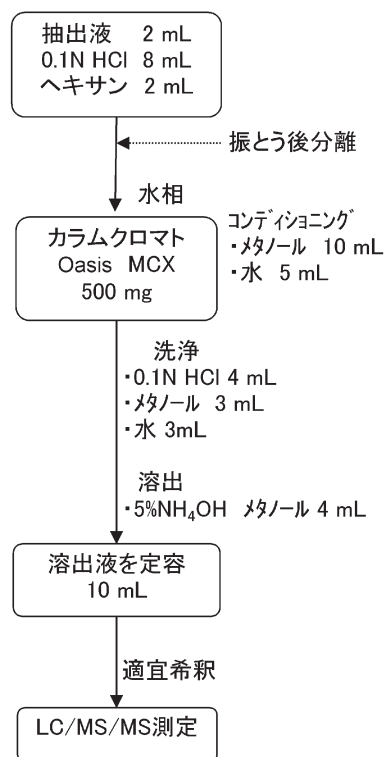 抽出液 2 mL
0.1N HCl 8 mL
ヘキサン 2 mL
振とう後分離
水相
カラムクロマト
Oasis MCX
500 mg
ｺﾝﾃﾞｨｼｮﾆﾝｸﾞ
・ﾒﾀﾉｰﾙ 10 mL
・水 5 mL
洗浄
・0.1N HCl 4 mL
・ﾒﾀﾉｰﾙ 3 mL
・水 3mL
溶出
・5%NH₄OH ﾒﾀﾉｰﾙ 4 mL
溶出液を定容
10 mL
適宜希釈
LC/MS/MS測定